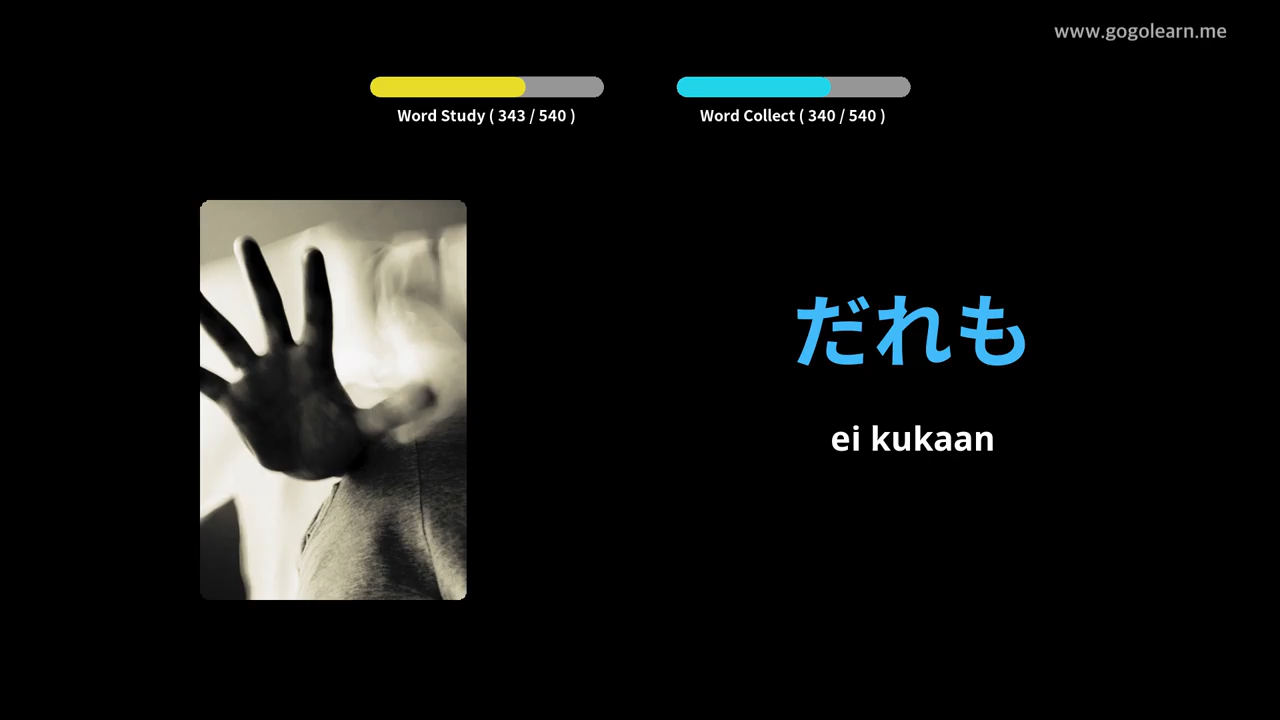 www.gogolearn.me
Word Study ( 343 / 540 )
Word Collect ( 340 / 540 )
だれも
ei kukaan